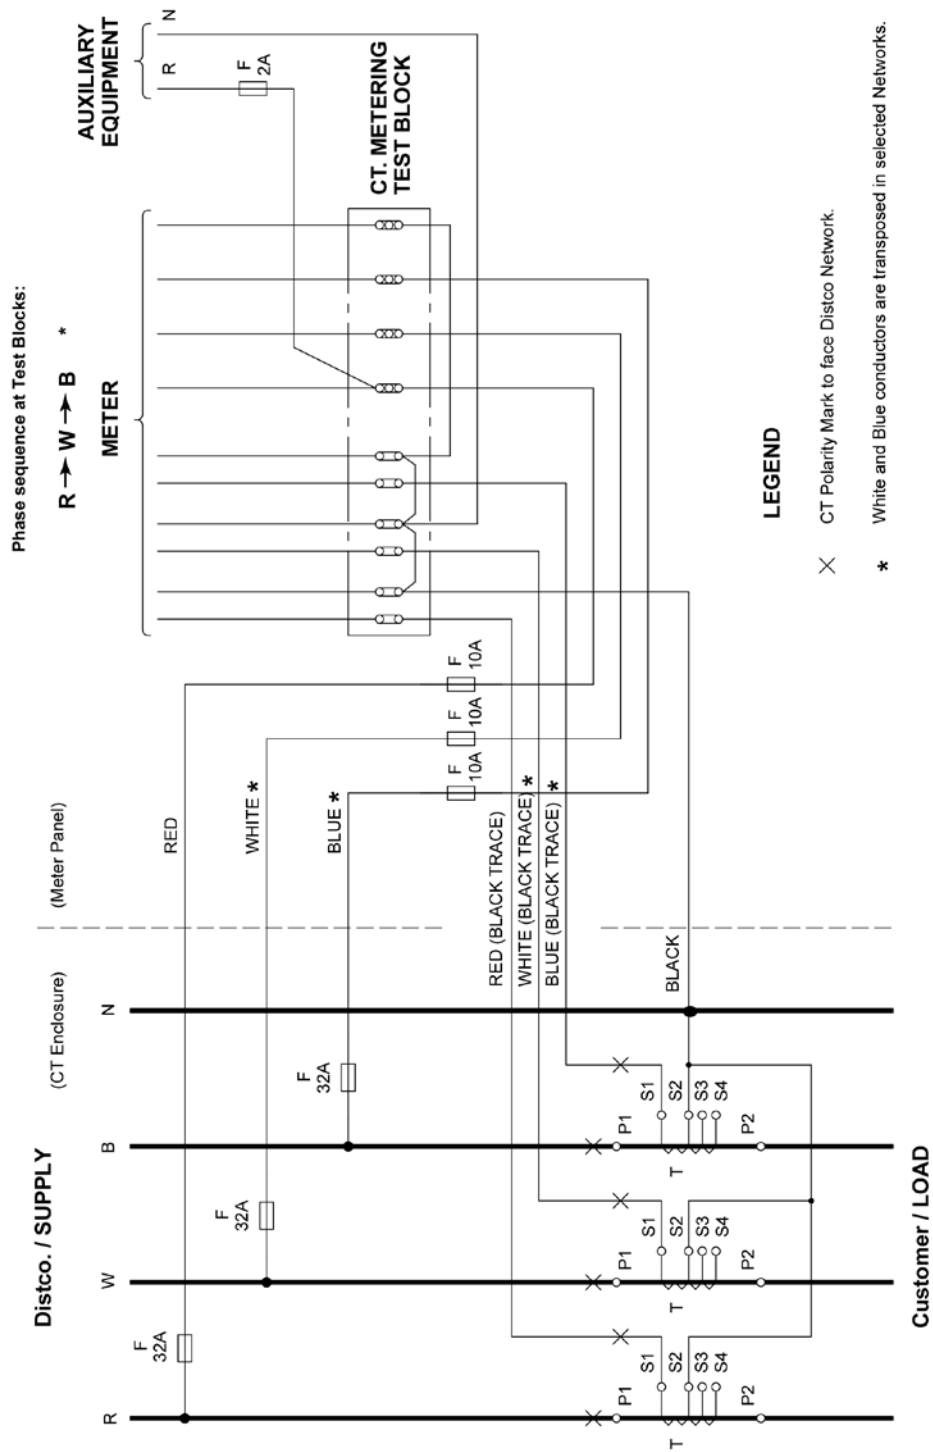 Distco. / SUPPLY
(CT Enclosure)
(Meter Panel)
Phase sequence at Test Blocks:
R → W → B *
METER
AUXILIARY
EQUIPMENT
R
W
B
N
R
N
F
32A
F
32A
F
32A
RED
WHITE *
BLUE *
F
2A
CT. METERING
TEST BLOCK
F
10A
F
10A
F
10A
RED (BLACK TRACE)
WHITE (BLACK TRACE) *
BLUE (BLACK TRACE) *
BLACK
P1
S1
S2
S3
S4
P2
T
P1
S1
S2
S3
S4
P2
T
P1
S1
S2
S3
S4
P2
T
Customer / LOAD
LEGEND
CT Polarity Mark to face Distco Network.
* White and Blue conductors are transposed in selected Networks.